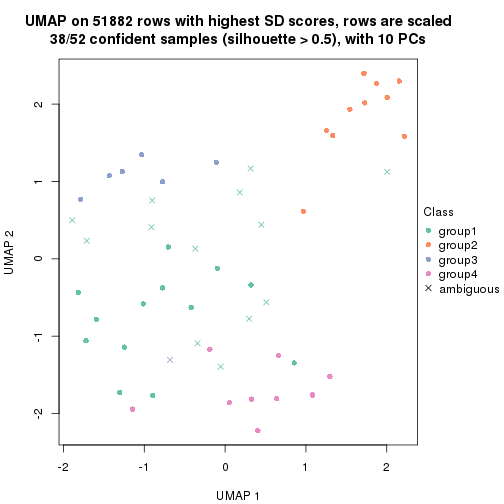 UMAP on 51882 rows with highest SD scores, rows are scaled
38/52 confident samples (silhouette > 0.5), with 10 PCs
2
1
0
-1
-2
UMAP 2
-2
-1
0
1
2
UMAP 1
Class
group1
group2
group3
group4
ambiguous